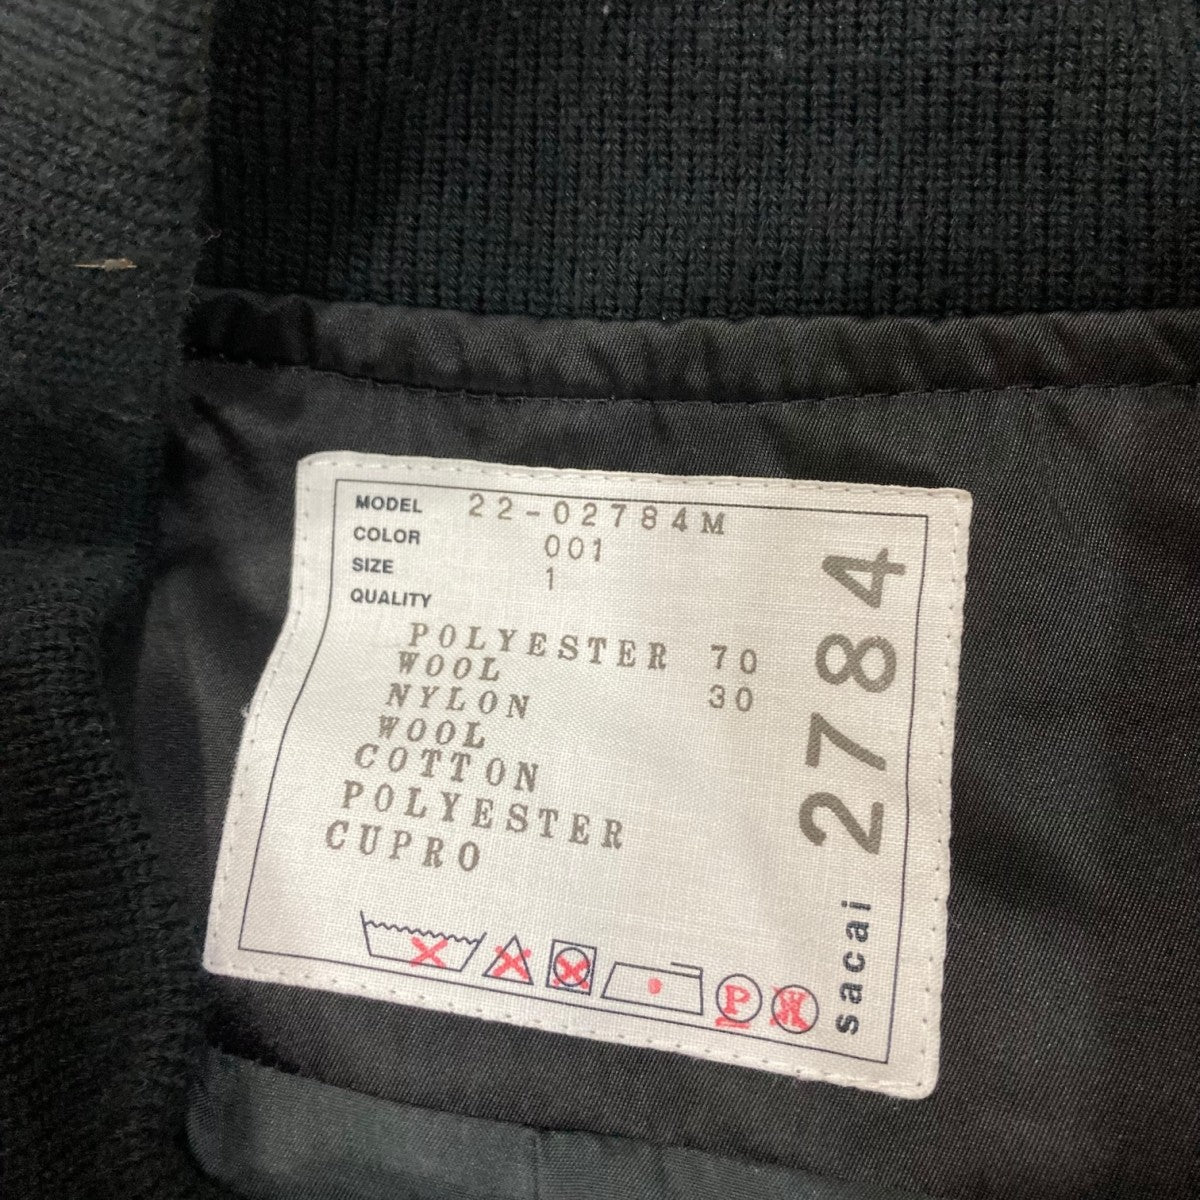 MODEL 22-02784M
COLOR 001
SIZE 1
QUALITY
POLYESTER 70
WOOL
NYLON 30
WOOL
COTTON
POLYESTER
CUPRO
P
W
sacai 2784